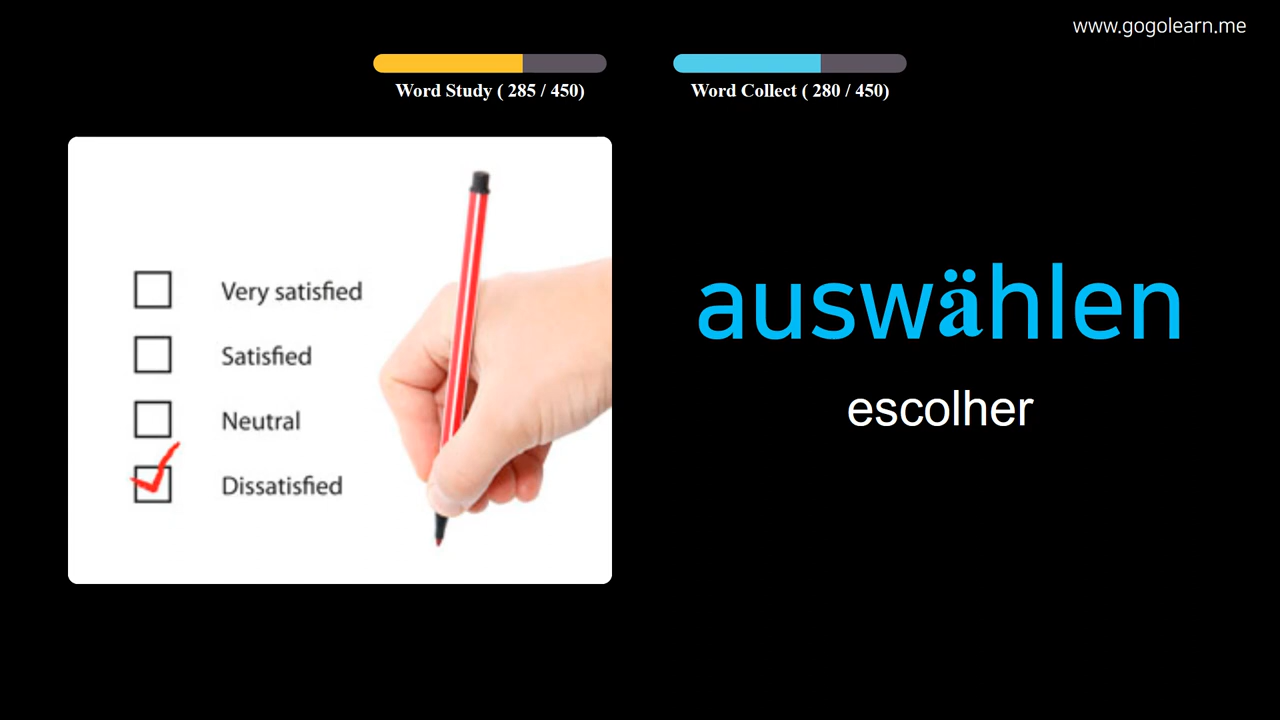 www.gogolearn.me
Word Study ( 285 / 450)
Word Collect ( 280 / 450)
Very satisfied
Satisfied
Neutral
Dissatisfied
auswählen
escolher